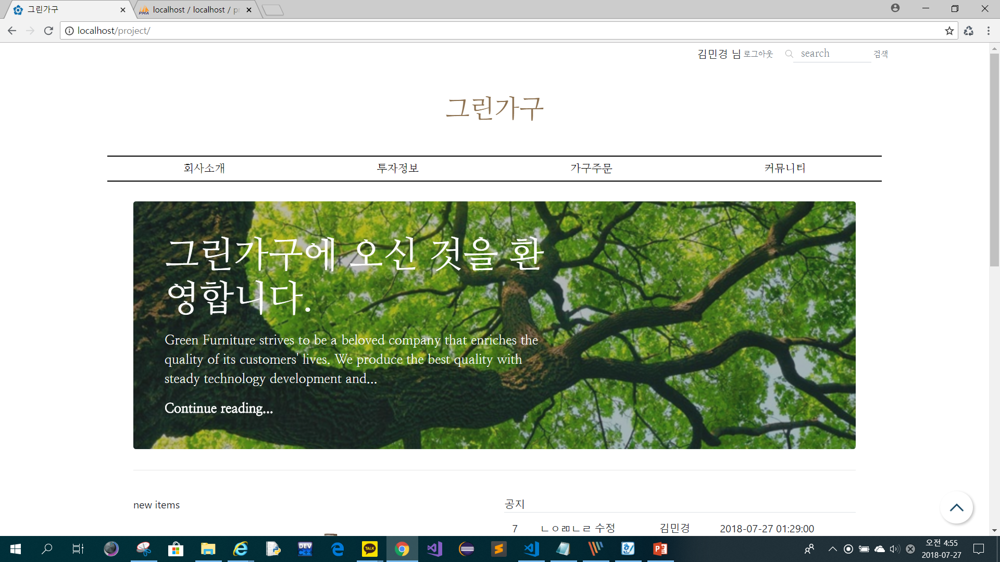 그린가구
localhost / localhost / pr
localhost/project/
김민경 님 로그아웃 search 검색
그린가구
회사소개 투자정보 가구주문 커뮤니티
그린가구에 오신 것을 환
영합니다.
Green Furniture strives to be a beloved company that enriches the
quality of its customers' lives. We produce the best quality with
steady technology development and...
Continue reading...
new items
공지
7 ㄴㅇㄻㄴㄹ 수정 김민경 2018-07-27 01:29:00
오전 4:55
2018-07-27